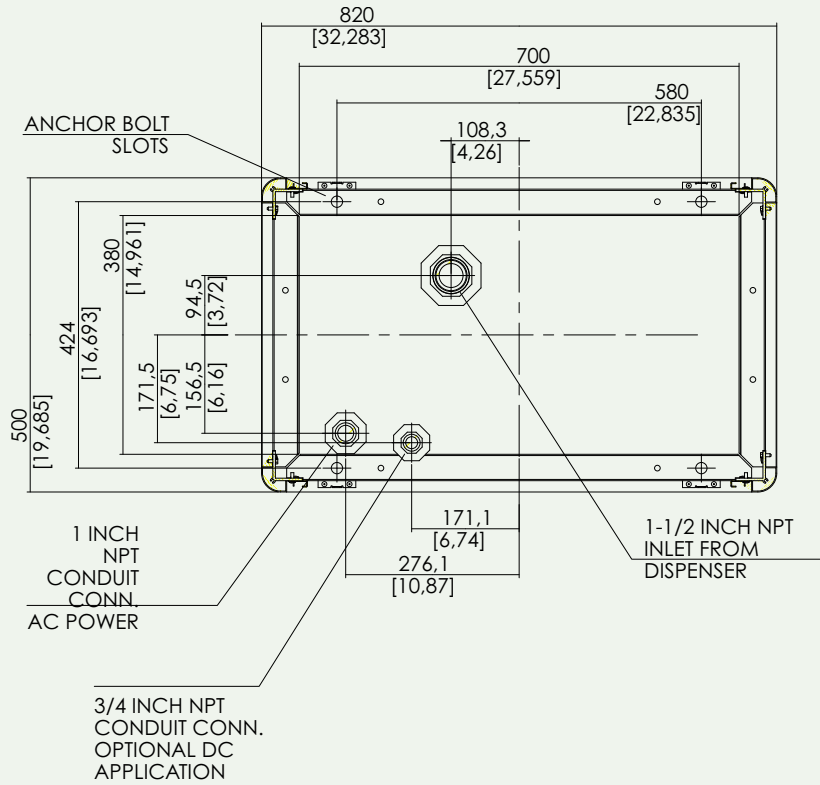 820
[32,283]
700
[27,559]
580
[22,835]
108,3
[4,26]
ANCHOR BOLT
SLOTS
500
[19,685]
424
[16,693]
380
[14,961]
94,5
[3,72]
171,5
[6,75]
156,5
[6,16]
171,1
[6,74]
276,1
[10,87]
1 INCH
NPT
CONDUIT
CONN.
AC POWER
1-1/2 INCH NPT
INLET FROM
DISPENSER
3/4 INCH NPT
CONDUIT CONN.
OPTIONAL DC
APPLICATION